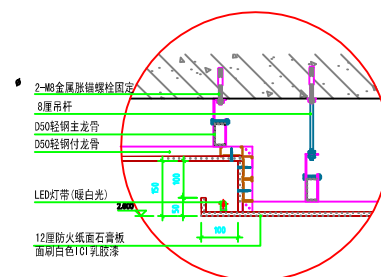 2-M8金属胀锚螺栓固定
8厘吊杆
D50轻钢主龙骨
D50轻钢付龙骨
LED灯带(暖白光)
150
100
50
2.600
100
12厘防火纸面石膏板
面刷白色ICI乳胶漆